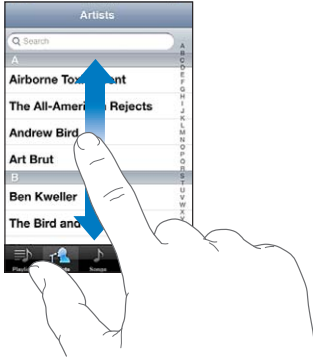 Artists
Search
A
Airborne
The All-American Rejects
Andrew Bird
Art Brut
B
Ben Kweller
The Bird and
Songs
A
B
C
D
E
F
G
H
I
J
K
L
M
N
O
P
Q
R
S
T
U
V
W
X